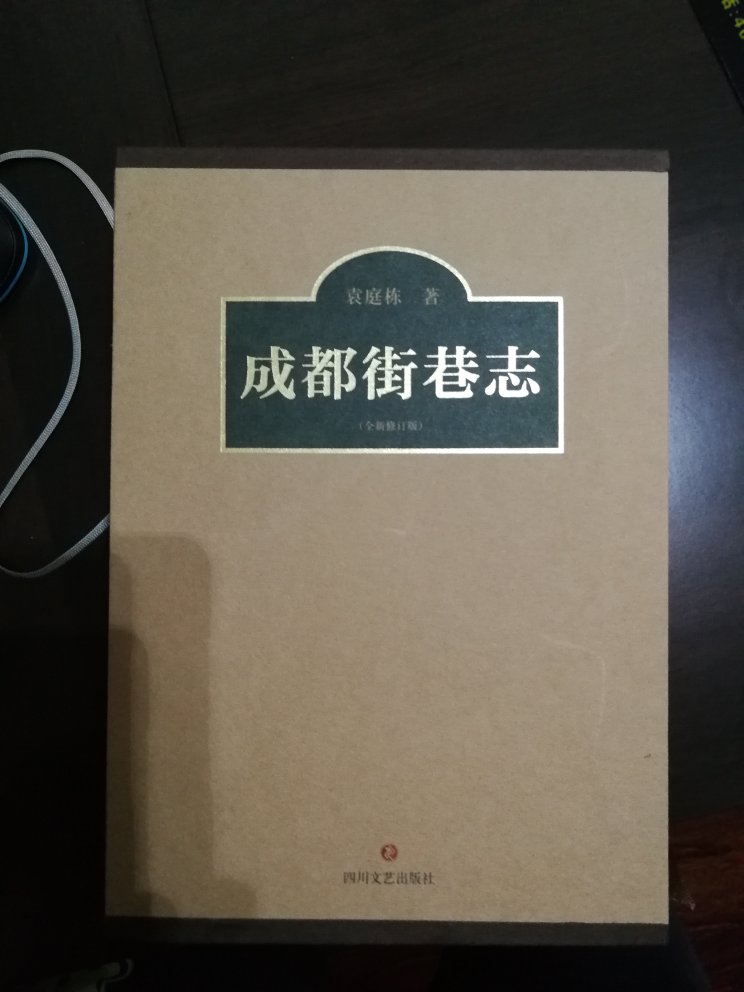 袁庭栋 著
成都街巷志
（全新修订版）
四川文艺出版社